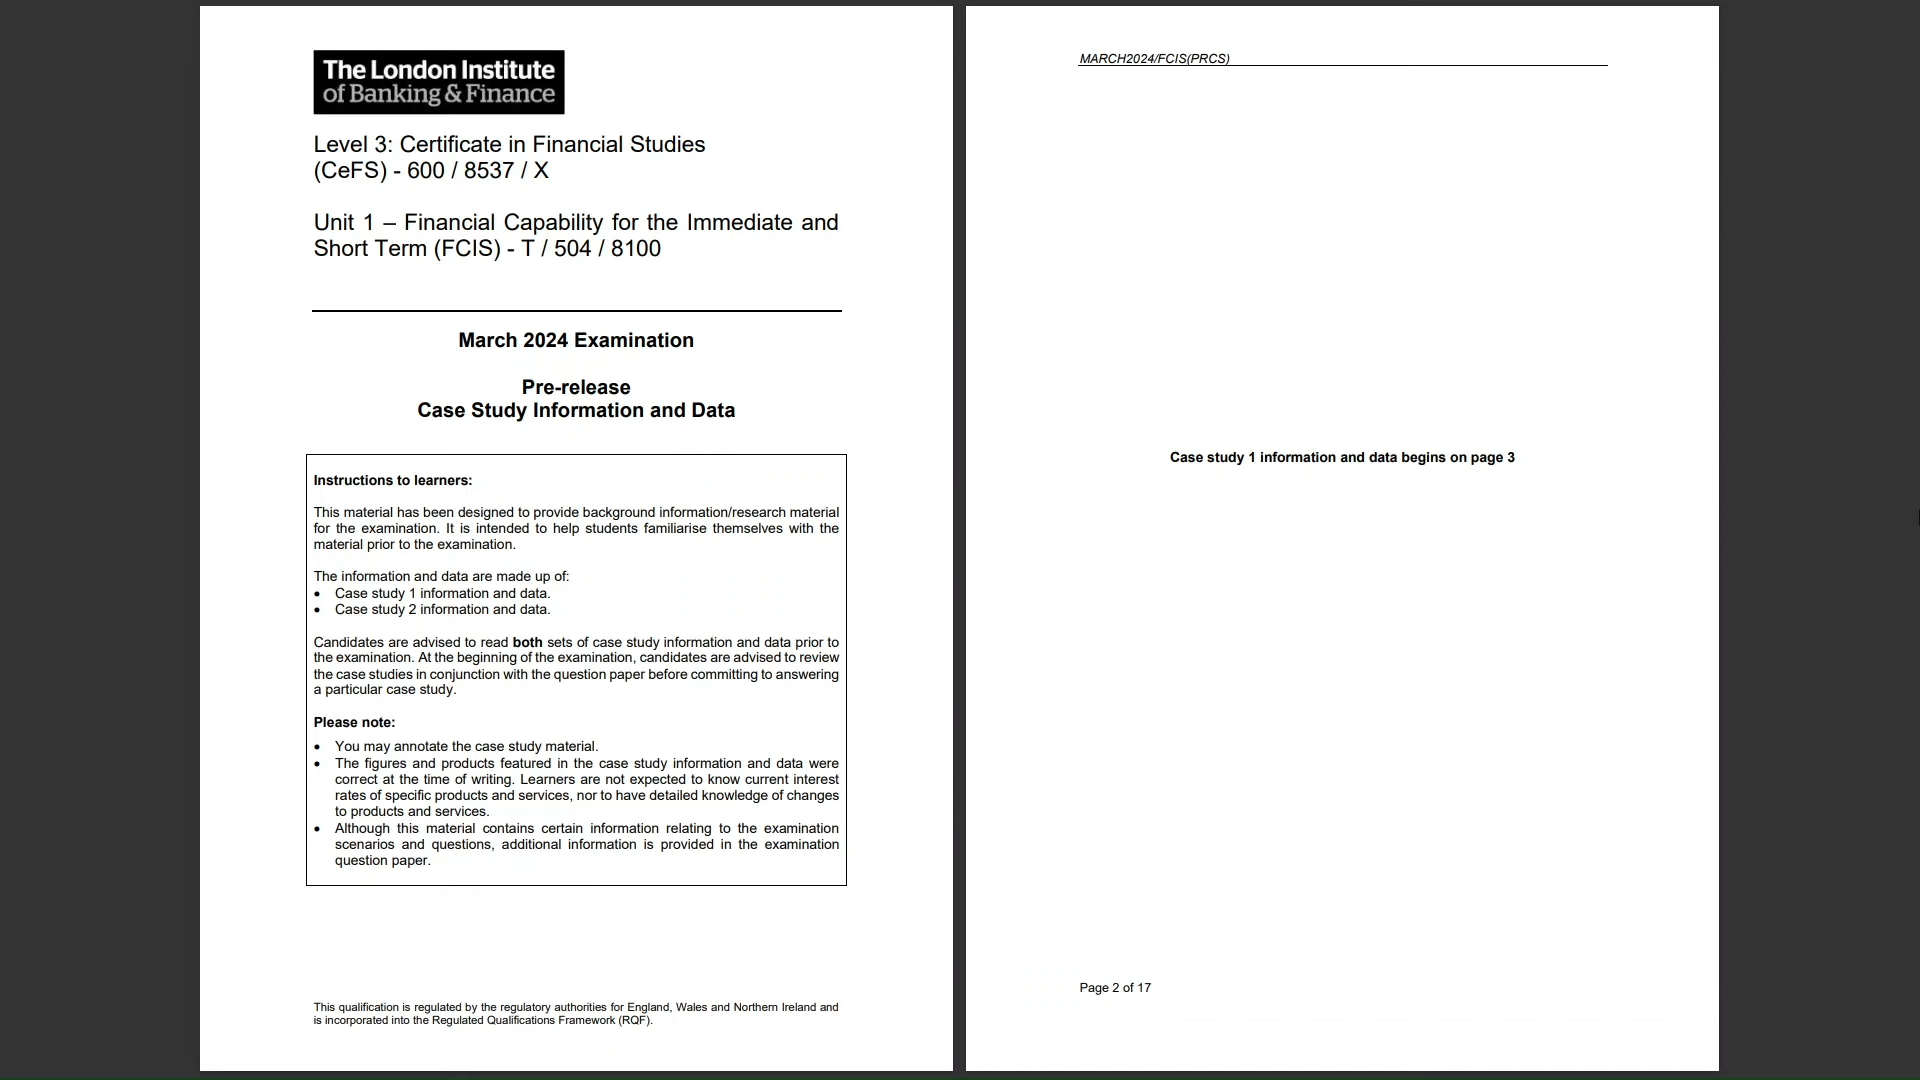 The London Institute
of Banking & Finance
Level 3: Certificate in Financial Studies
(CeFS) - 600 / 8537 / X
Unit 1 – Financial Capability for the Immediate and
Short Term (FCIS) - T / 504 / 8100
March 2024 Examination
Pre-release
Case Study Information and Data
Instructions to learners:
This material has been designed to provide background information/research material
for the examination. It is intended to help students familiarise themselves with the
material prior to the examination.
The information and data are made up of:
• Case study 1 information and data.
• Case study 2 information and data.
Candidates are advised to read both sets of case study information and data prior to
the examination. At the beginning of the examination, candidates are advised to review
the case studies in conjunction with the question paper before committing to answering
a particular case study.
Please note:
• You may annotate the case study material.
• The figures and products featured in the case study information and data were
correct at the time of writing. Learners are not expected to know current interest
rates of specific products and services, nor to have detailed knowledge of changes
to products and services.
• Although this material contains certain information relating to the examination
scenarios and questions, additional information is provided in the examination
question paper.
This qualification is regulated by the regulatory authorities for England, Wales and Northern Ireland and
is incorporated into the Regulated Qualifications Framework (RQF).
MARCH2024/FCIS(PRCS)
Case study 1 information and data begins on page 3
Page 2 of 17